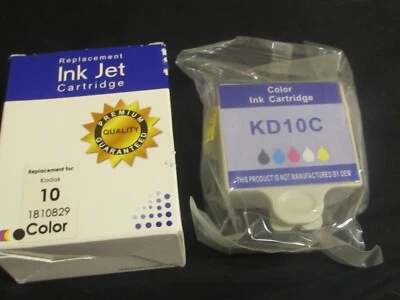 Replacement
Ink Jet
Cartridge
PREMIUM
QUALITY
Replacement for
Kodak
10
1810829
Color
Color
Ink Cartridge
KD10C
THIS PRODUCT IS NOT MANUFACTURED BY OEM